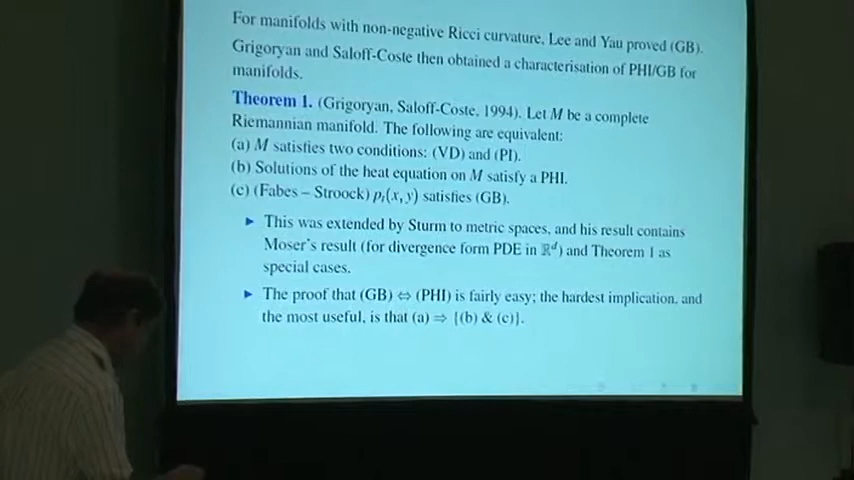 For manifolds with non-negative Ricci curvature, Lee and Yau proved (GB).
Grigoryan and Saloff-Coste then obtained a characterisation of PHI/GB for
manifolds.
Theorem 1. (Grigoryan, Saloff-Coste, 1994). Let M be a complete
Riemannian manifold. The following are equivalent:
(a) M satisfies two conditions: (VD) and (PI).
(b) Solutions of the heat equation on M satisfy a PHI.
(c) (Fabes – Stroock) pₜ(x, y) satisfies (GB).
▶ This was extended by Sturm to metric spaces, and his result contains
Moser's result (for divergence form PDE in ℝᵈ) and Theorem 1 as
special cases.
▶ The proof that (GB) ⇔ (PHI) is fairly easy; the hardest implication, and
the most useful, is that (a) ⇒ {(b) & (c)}.